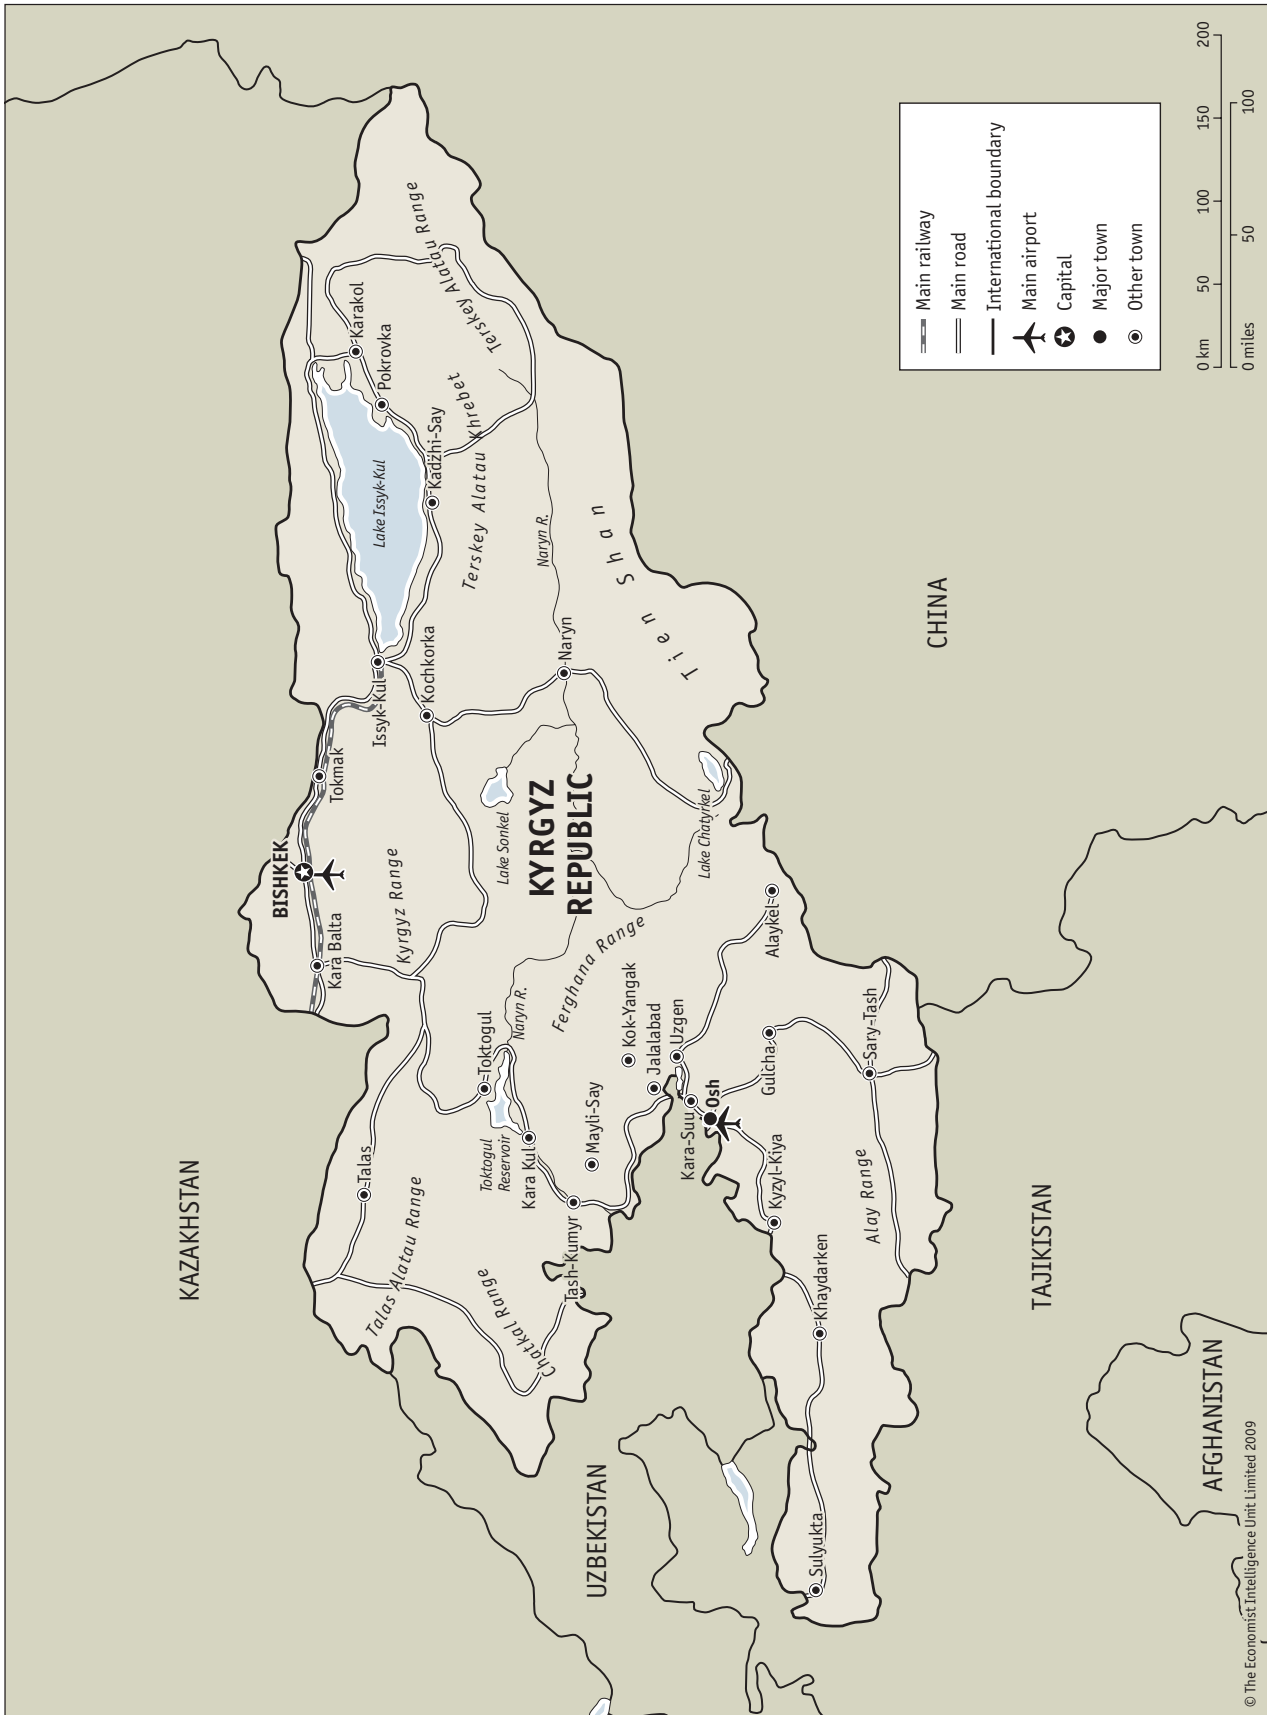 KAZAKHSTAN
BISHKEK
Kara Balta
Tokmak
Issyk-Kul
Kochkorka
Lake Issyk-Kul
Karakol
Pokrovka
Kadzhi-Say
Terskey Alatau Range
Terskey Alatau Khrebet
Talas
Talas Alatau Range
Kyrgyz Range
Toktogul
Toktogul
Reservoir
Naryn R.
Kara Kul
Lake Sonkel
KYRGYZ
REPUBLIC
Naryn
Naryn R.
Tien Shan
Chatkal Range
Tash-Kumyr
Mayli-Say
Ferghana Range
Kok-Yangak
Jalalabad
Uzgen
Kara-Suu
Osh
Lake Chatyrkel
Alaykel
Gulcha
Kyzyl-Kiya
Khaydarken
Sulyukta
Alay Range
Sary-Tash
UZBEKISTAN
CHINA
TAJIKISTAN
AFGHANISTAN
Main railway
Main road
International boundary
Main airport
Capital
Major town
Other town
0 km 50 100 150 200
0 miles 50 100
© The Economist Intelligence Unit Limited 2009